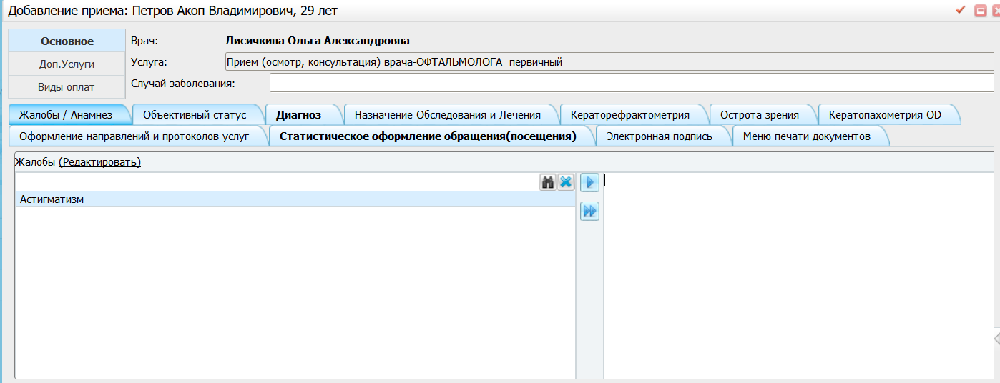 Добавление приема: Петров Акоп Владимирович, 29 лет
Основное
Доп.Услуги
Виды оплат
Врач: Лисичкина Ольга Александровна
Услуга: Прием (осмотр, консультация) врача-ОФТАЛЬМОЛОГА первичный
Случай заболевания:
Жалобы / Анамнез Объективный статус Диагноз Назначение Обследования и Лечения Кераторефрактометрия Острота зрения Кератопахометрия OD
Оформление направлений и протоколов услуг Статистическое оформление обращения(посещения) Электронная подпись Меню печати документов
Жалобы (Редактировать)
Астигматизм